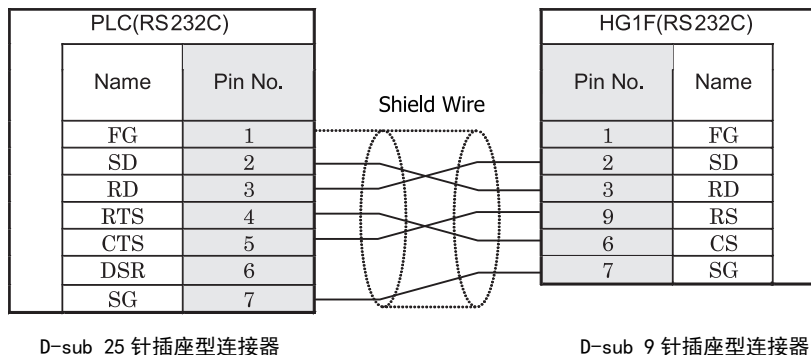 PLC(RS232C) HG1F(RS232C)
Name Pin No. Pin No. Name
Shield Wire
FG 1 1 FG
SD 2 2 SD
RD 3 3 RD
RTS 4 9 RS
CTS 5 6 CS
DSR 6 7 SG
SG 7
D-sub 25 针插座型连接器 D-sub 9 针插座型连接器